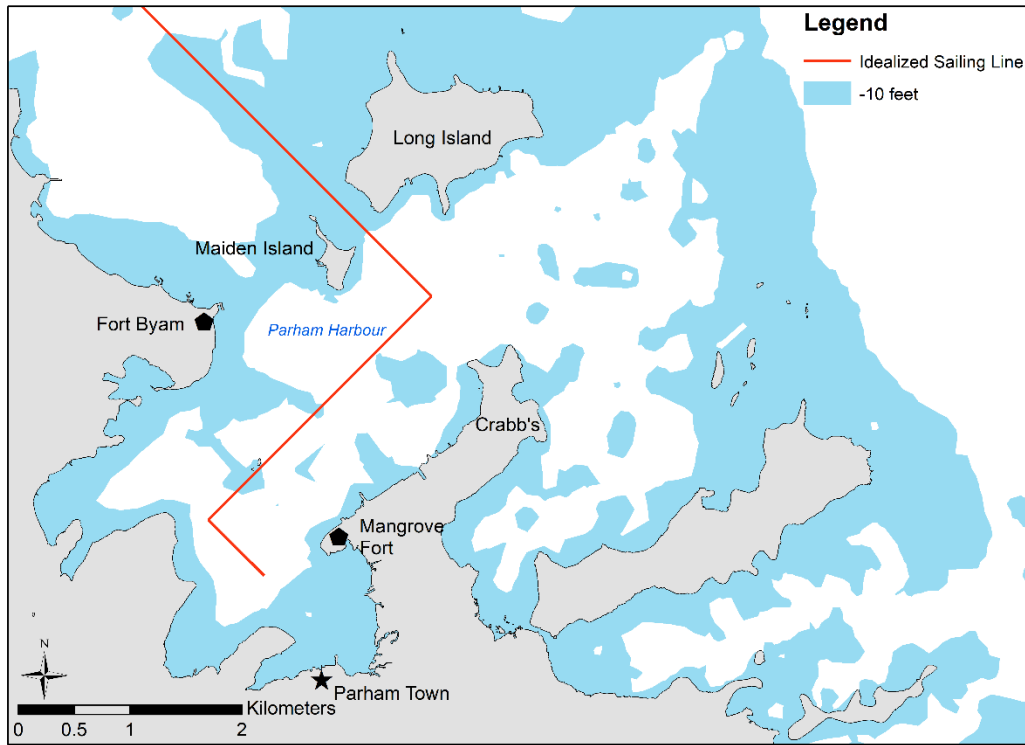 Legend
Idealized Sailing Line
-10 feet
Long Island
Maiden Island
Fort Byam
Parham Harbour
Crabb's
Mangrove
Fort
N
Parham Town
Kilometers
0 0.5 1 2